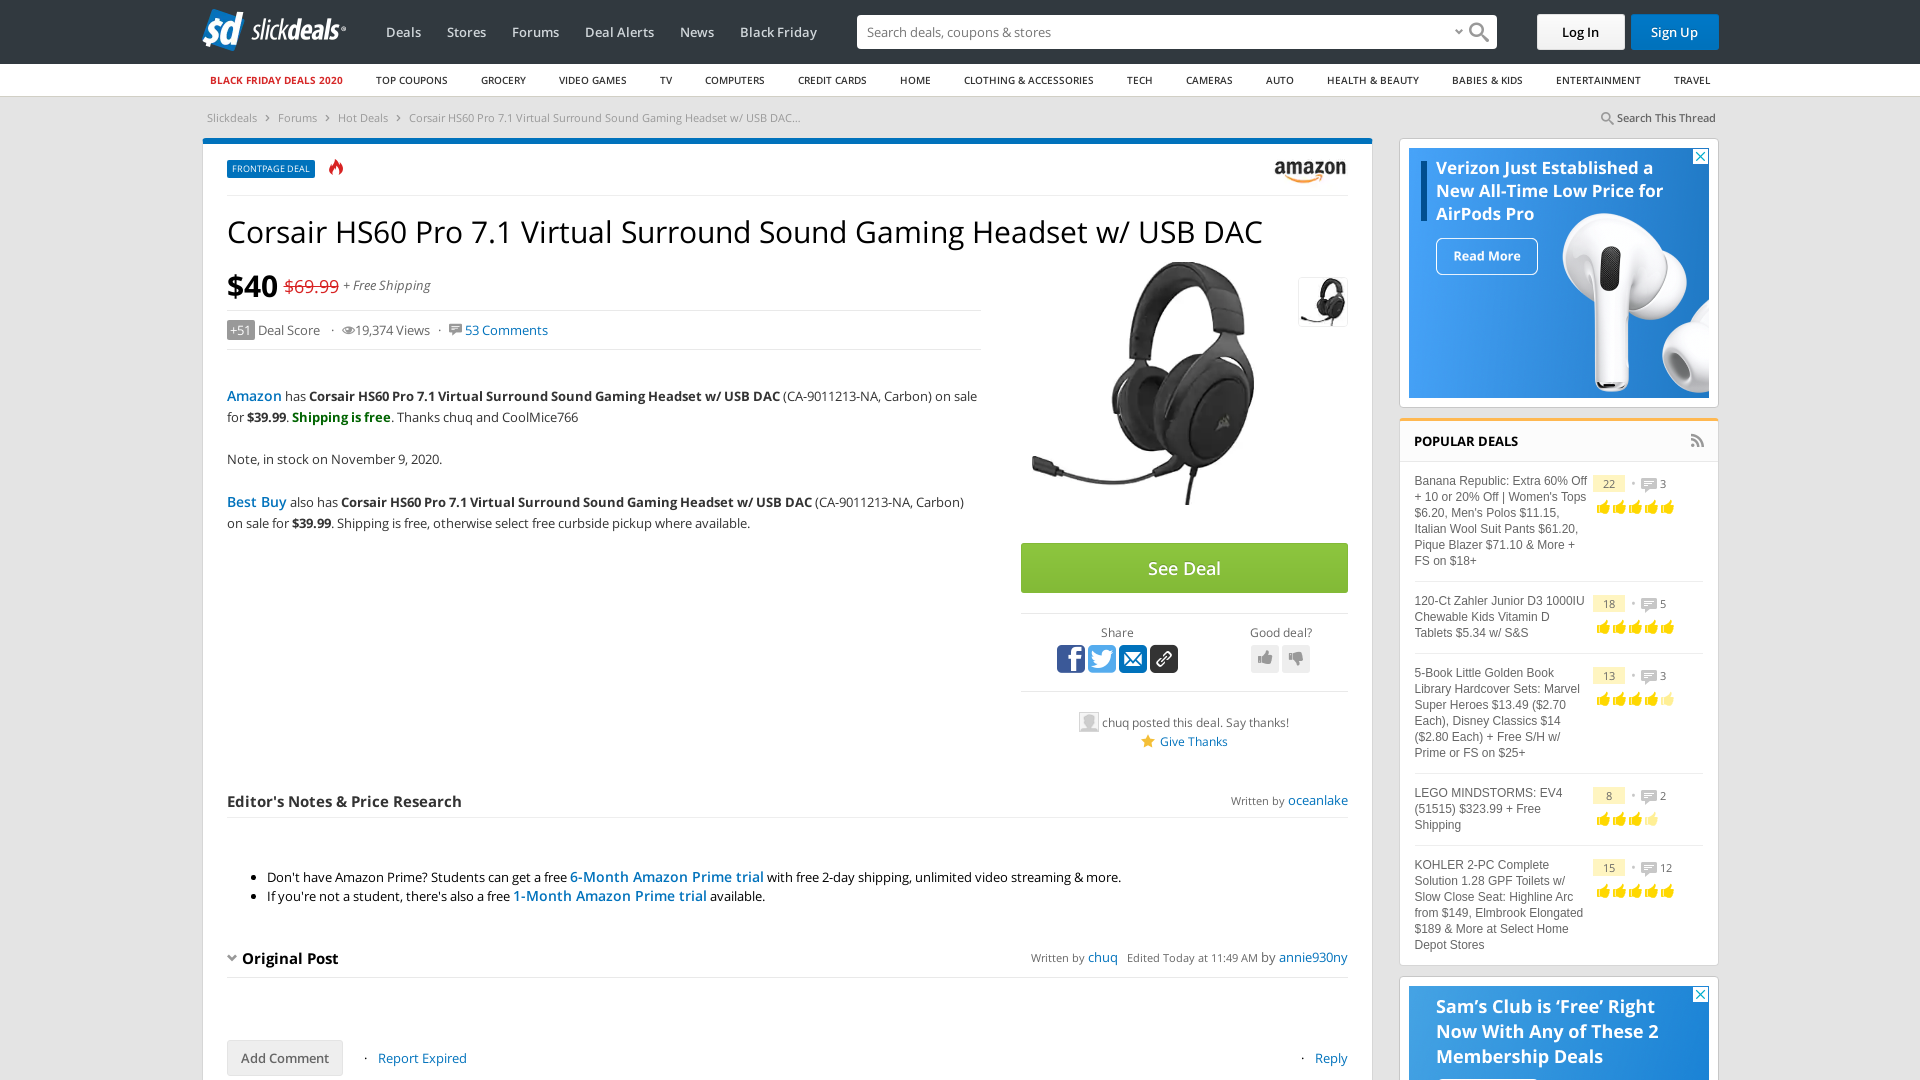 sd slickdeals
Deals Stores Forums Deal Alerts News Black Friday
Search deals, coupons & stores
Log In Sign Up
BLACK FRIDAY DEALS 2020 TOP COUPONS GROCERY VIDEO GAMES TV COMPUTERS CREDIT CARDS HOME CLOTHING & ACCESSORIES TECH CAMERAS AUTO HEALTH & BEAUTY BABIES & KIDS ENTERTAINMENT TRAVEL
Slickdeals › Forums › Hot Deals › Corsair HS60 Pro 7.1 Virtual Surround Sound Gaming Headset w/ USB DAC...
Search This Thread
FRONTPAGE DEAL
amazon
Corsair HS60 Pro 7.1 Virtual Surround Sound Gaming Headset w/ USB DAC
$40 $69.99 + Free Shipping
+51 Deal Score · 19,374 Views · 53 Comments
Amazon has Corsair HS60 Pro 7.1 Virtual Surround Sound Gaming Headset w/ USB DAC (CA-9011213-NA, Carbon) on sale
for $39.99. Shipping is free. Thanks chuq and CoolMice766
Note, in stock on November 9, 2020.
Best Buy also has Corsair HS60 Pro 7.1 Virtual Surround Sound Gaming Headset w/ USB DAC (CA-9011213-NA, Carbon)
on sale for $39.99. Shipping is free, otherwise select free curbside pickup where available.
See Deal
Share
Good deal?
chuq posted this deal. Say thanks!
Give Thanks
Editor's Notes & Price Research
Written by oceanlake
• Don't have Amazon Prime? Students can get a free 6-Month Amazon Prime trial with free 2-day shipping, unlimited video streaming & more.
• If you're not a student, there's also a free 1-Month Amazon Prime trial available.
Original Post
Written by chuq Edited Today at 11:49 AM by annie930ny
Add Comment · Report Expired
· Reply
Verizon Just Established a
New All-Time Low Price for
AirPods Pro
Read More
POPULAR DEALS
Banana Republic: Extra 60% Off
+ 10 or 20% Off | Women's Tops
$6.20, Men's Polos $11.15,
Italian Wool Suit Pants $61.20,
Pique Blazer $71.10 & More +
FS on $18+
22 • 3
120-Ct Zahler Junior D3 1000IU
Chewable Kids Vitamin D
Tablets $5.34 w/ S&S
18 • 5
5-Book Little Golden Book
Library Hardcover Sets: Marvel
Super Heroes $13.49 ($2.70
Each), Disney Classics $14
($2.80 Each) + Free S/H w/
Prime or FS on $25+
13 • 3
LEGO MINDSTORMS: EV4
(51515) $323.99 + Free
Shipping
8 • 2
KOHLER 2-PC Complete
Solution 1.28 GPF Toilets w/
Slow Close Seat: Highline Arc
from $149, Elmbrook Elongated
$189 & More at Select Home
Depot Stores
15 • 12
Sam's Club is 'Free' Right
Now With Any of These 2
Membership Deals